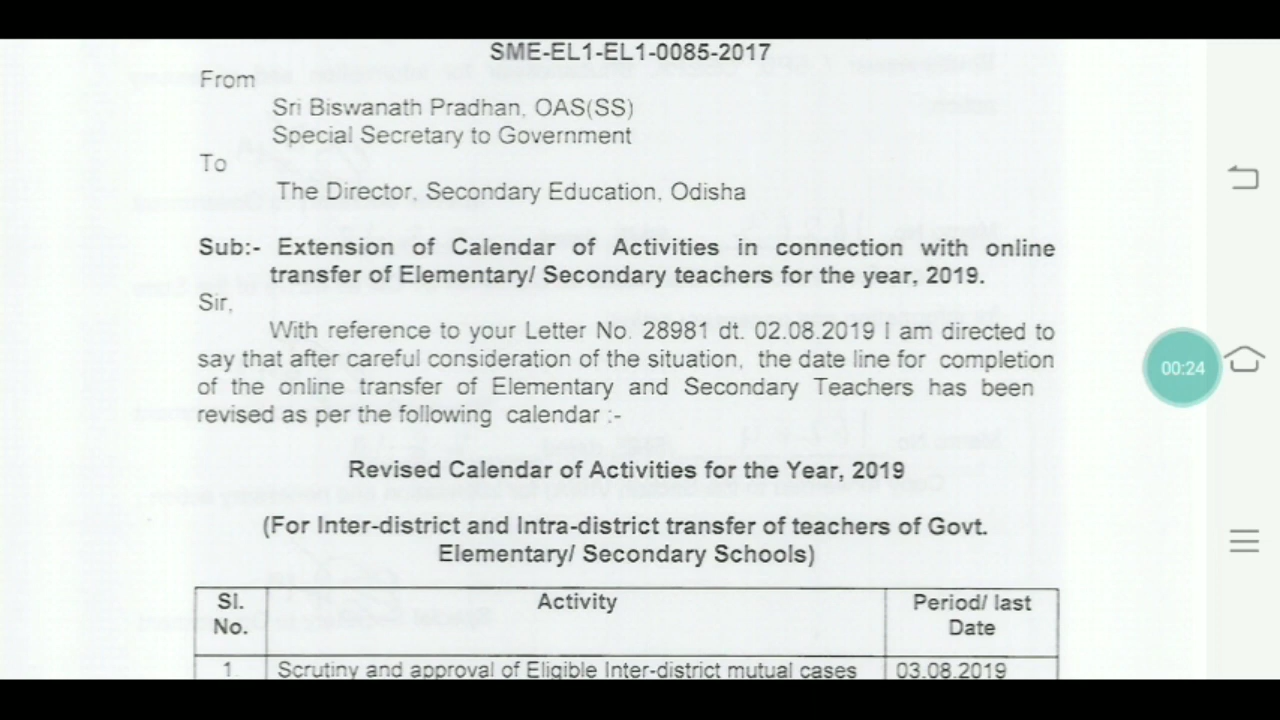 SME-EL1-EL1-0085-2017
From
Sri Biswanath Pradhan, OAS(SS)
Special Secretary to Government
To
The Director, Secondary Education, Odisha
Sub:- Extension of Calendar of Activities in connection with online
transfer of Elementary/ Secondary teachers for the year, 2019.
Sir,
With reference to your Letter No. 28981 dt. 02.08.2019 I am directed to
say that after careful consideration of the situation, the date line for completion
of the online transfer of Elementary and Secondary Teachers has been
revised as per the following calendar :-
Revised Calendar of Activities for the Year, 2019
(For Inter-district and Intra-district transfer of teachers of Govt.
Elementary/ Secondary Schools)
Sl. No. Activity Period/ last Date
1. Scrutiny and approval of Eligible Inter-district mutual cases 03.08.2019
00:24